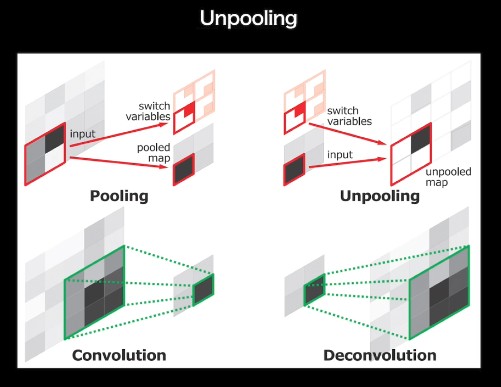 Unpooling
switch
variables
input
pooled
map
Pooling
switch
variables
input
unpooled
map
Unpooling
Convolution
Deconvolution